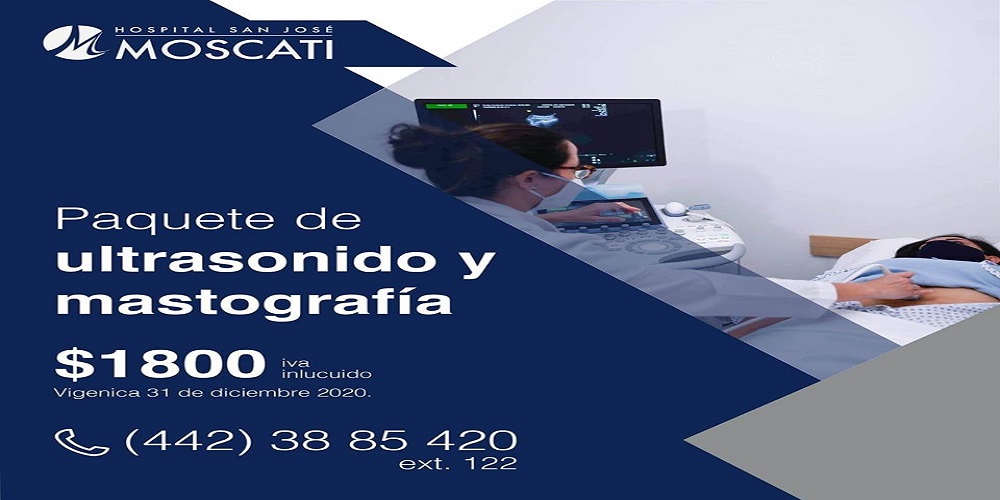 HOSPITAL SAN JOSÉ
MOSCATI
Paquete de
ultrasonido y
mastografía
$1800 iva
inlucuido
Vigenica 31 de diciembre 2020.
(442) 38 85 420
ext. 122